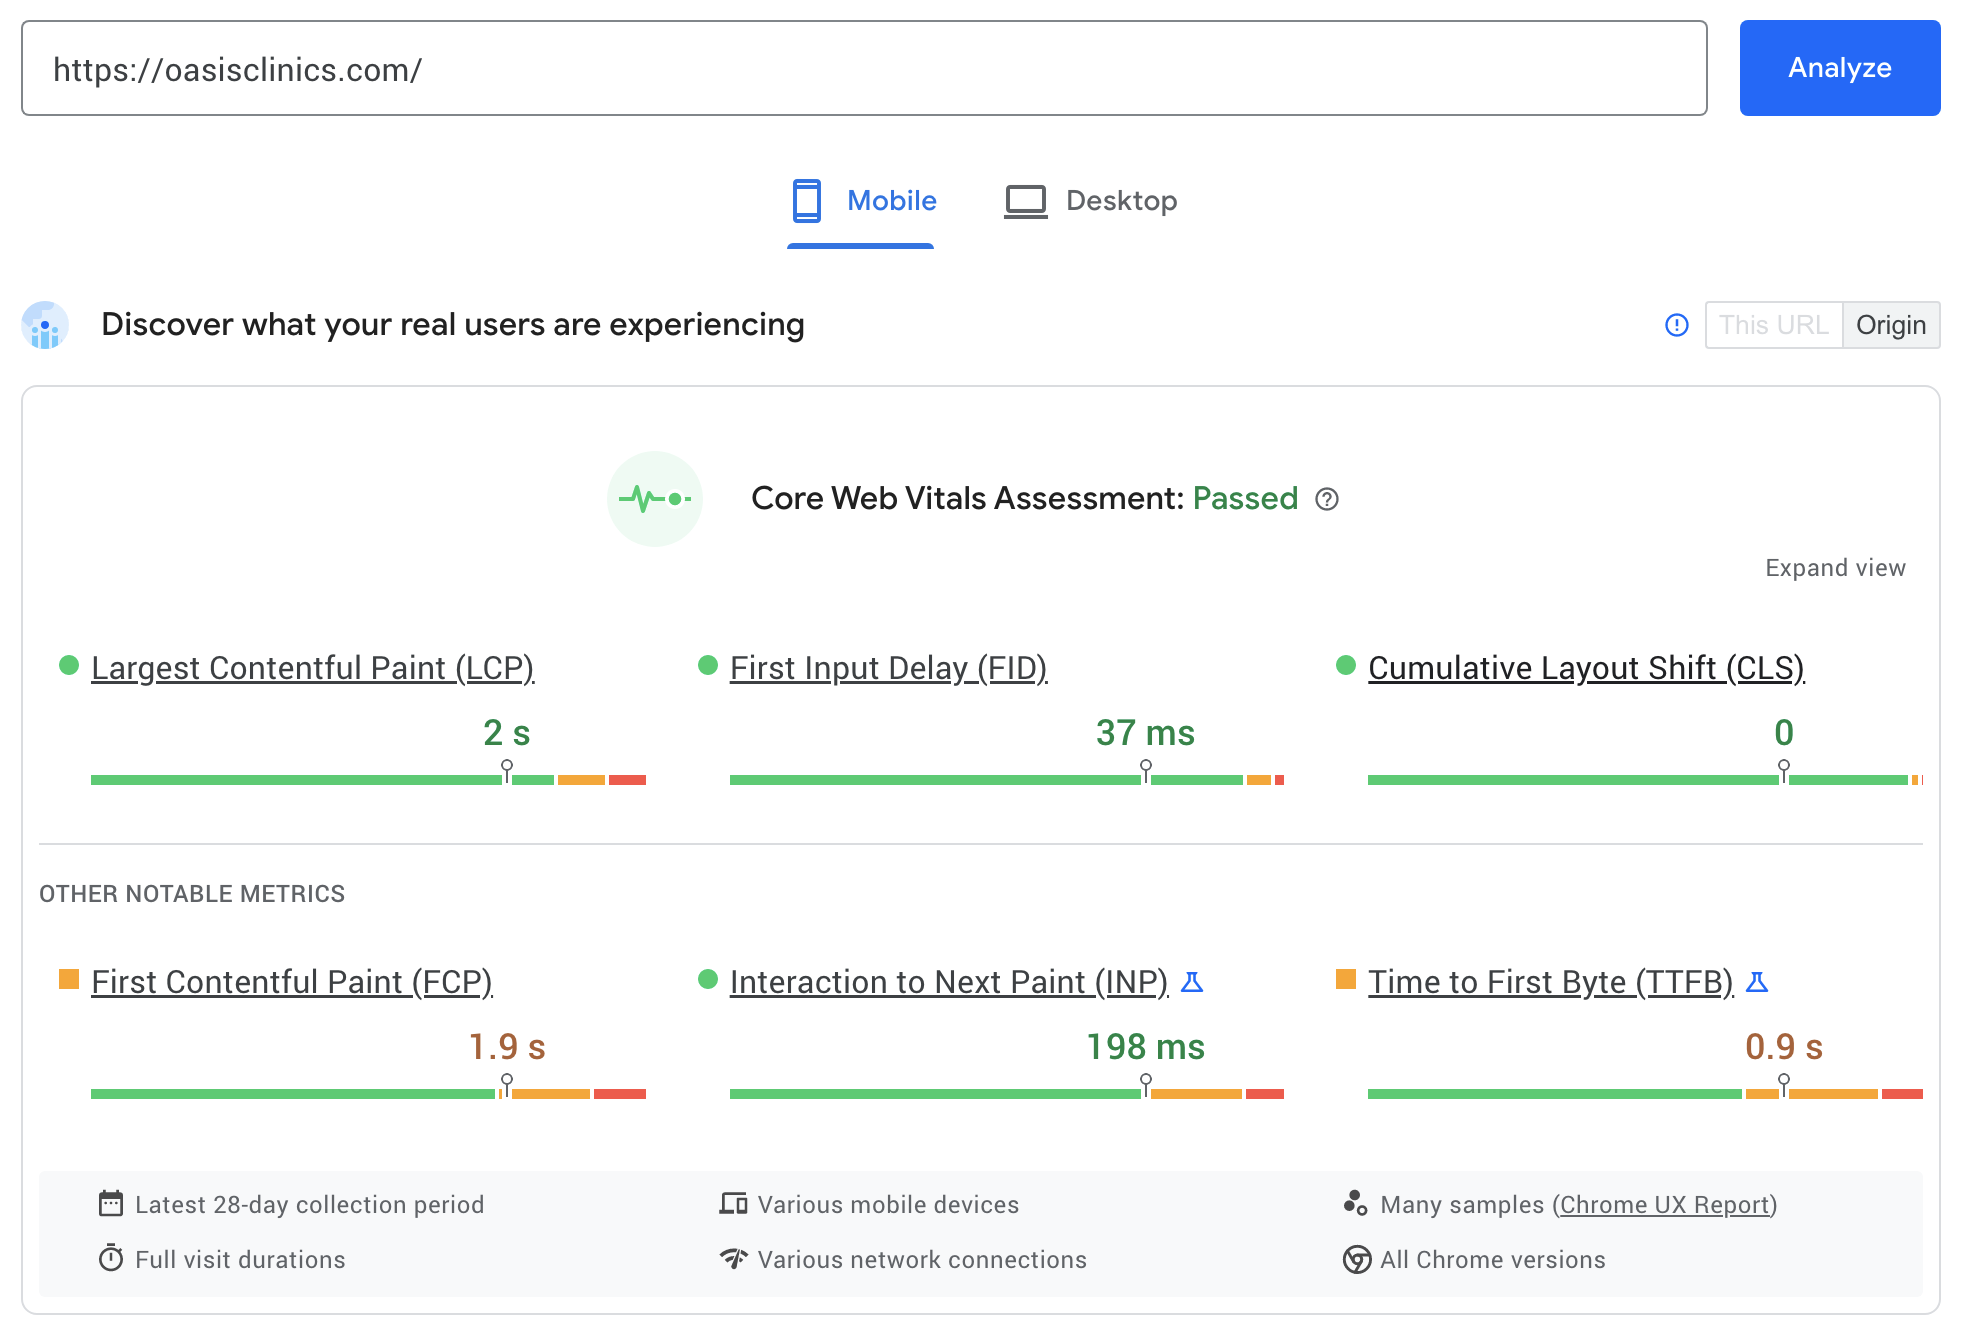 https://oasisclinics.com/
Analyze
Mobile
Desktop
Discover what your real users are experiencing
This URL
Origin
Core Web Vitals Assessment: Passed
Expand view
Largest Contentful Paint (LCP)
2 s
First Input Delay (FID)
37 ms
Cumulative Layout Shift (CLS)
0
OTHER NOTABLE METRICS
First Contentful Paint (FCP)
1.9 s
Interaction to Next Paint (INP)
198 ms
Time to First Byte (TTFB)
0.9 s
Latest 28-day collection period
Various mobile devices
Many samples (Chrome UX Report)
Full visit durations
Various network connections
All Chrome versions